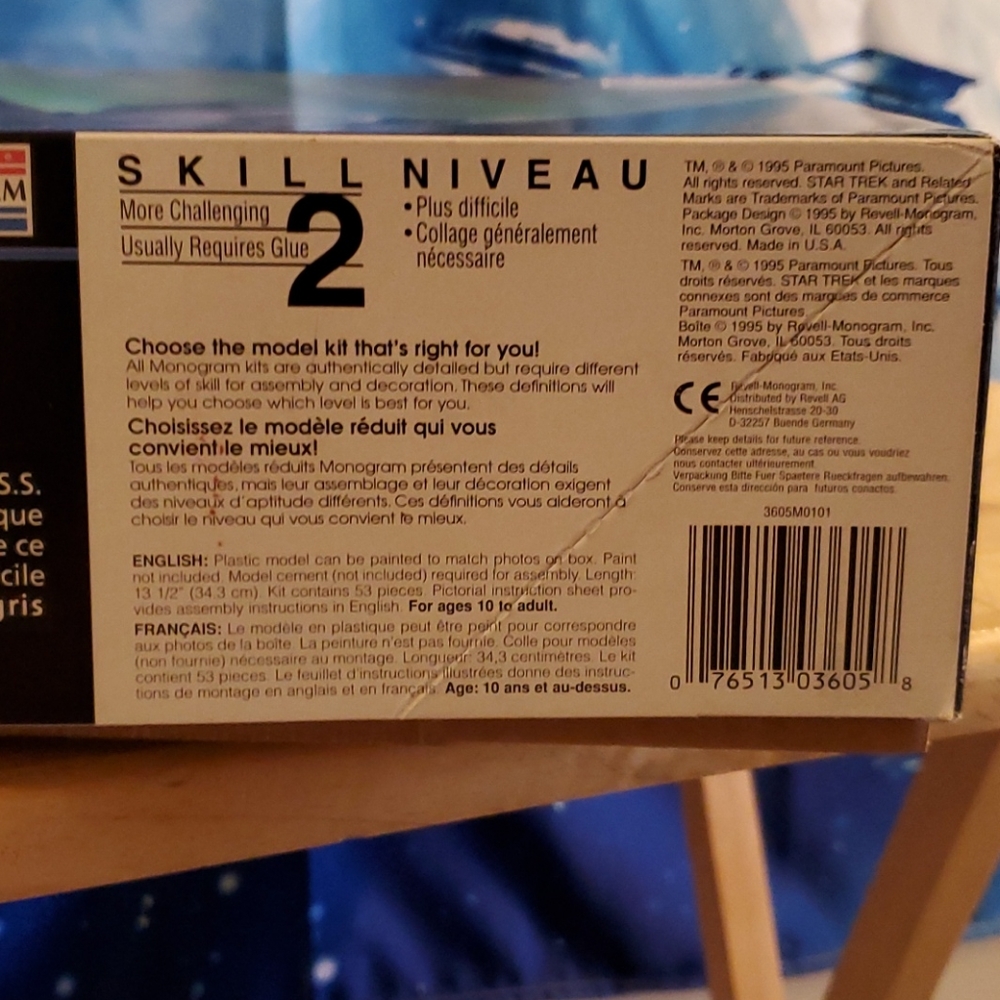 AM
S.S.
que
e ce
cile
gris
SKILL NIVEAU
2
More Challenging
Usually Requires Glue
• Plus difficile
• Collage généralement
nécessaire
Choose the model kit that's right for you!
All Monogram kits are authentically detailed but require different
levels of skill for assembly and decoration. These definitions will
help you choose which level is best for you.
Choisissez le modèle réduit qui vous
convient le mieux!
Tous les modèles réduits Monogram présentent des détails
authentiques, mais leur assemblage et leur décoration exigent
des niveaux d'aptitude différents. Ces définitions vous aideront à
choisir le niveau qui vous convient le mieux.
ENGLISH: Plastic model can be painted to match photos on box. Paint
not included. Model cement (not included) required for assembly. Length:
13 1/2" (34.3 cm). Kit contains 53 pieces. Pictorial instruction sheet pro-
vides assembly instructions in English. For ages 10 to adult.
FRANÇAIS: Le modèle en plastique peut être peint pour correspondre
aux photos de la boîte. La peinture n'est pas fournie. Colle pour modèles
(non fournie) nécessaire au montage. Longueur: 34,3 centimètres. Le kit
contient 53 pieces. Le feuillet d'instructions illustrées donne des instruc-
tions de montage en anglais et en français. Age: 10 ans et au-dessus.
TM, ® & © 1995 Paramount Pictures.
All rights reserved. STAR TREK and Related
Marks are Trademarks of Paramount Pictures.
Package Design © 1995 by Revell-Monogram,
Inc. Morton Grove, IL 60053. All rights
reserved. Made in U.S.A.
TM, ® & © 1995 Paramount Pictures. Tous
droits réservés. STAR TREK et les marques
connexes sont des marques de commerce
Paramount Pictures.
Boîte © 1995 by Revell-Monogram, Inc.
Morton Grove, IL 60053. Tous droits
réservés. Fabriqué aux Etats-Unis.
CE
Revell-Monogram, Inc.
Distributed by Revell AG
Henschelstrasse 20-30
D-32257 Buende Germany
Please keep details for future reference.
Conservez cette adresse, au cas ou vous voudriez
nous contacter ultérieurement.
Verpackung Bitte Fuer Spaetere Rueckfragen aufbewahren.
Conserve esta dirección para futuros contactos.
3605M0101
0 76513 03605 8